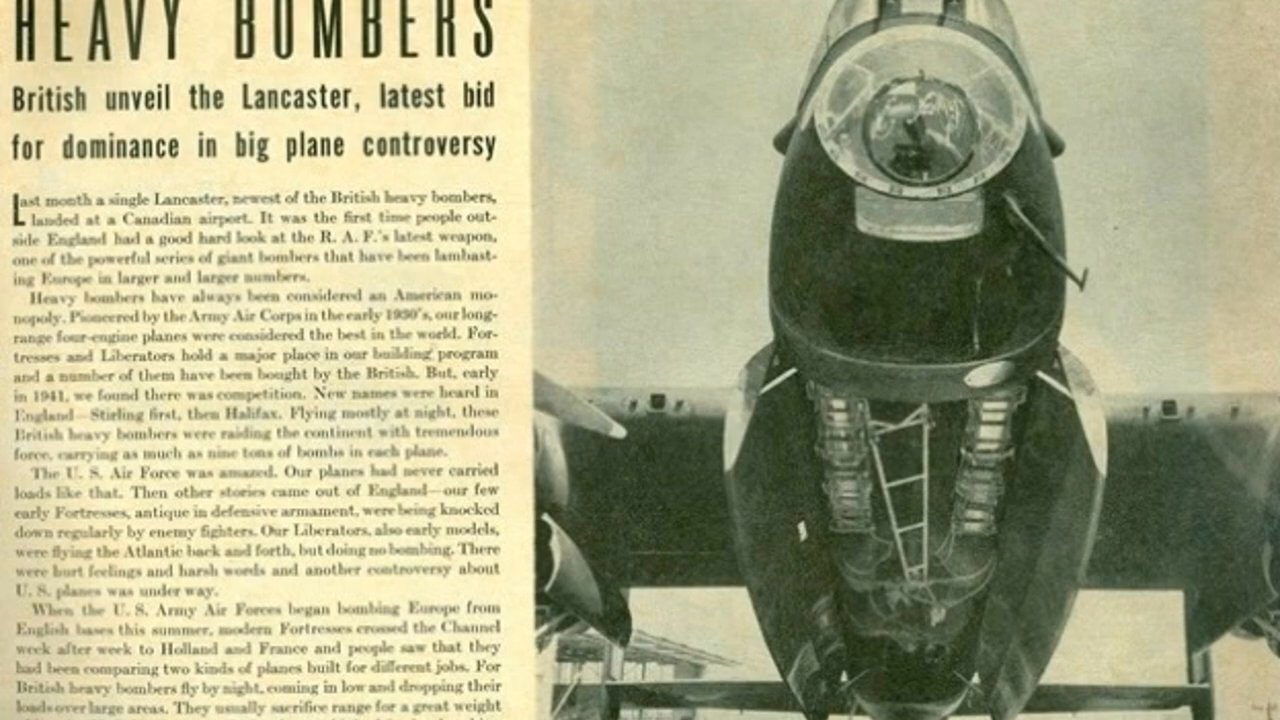 HEAVY BOMBERS
British unveil the Lancaster, latest bid
for dominance in big plane controversy
Last month a single Lancaster, newest of the British heavy bombers,
landed at a Canadian airport. It was the first time people out-
side England had a good hard look at the R. A. F.'s latest weapon,
one of the powerful series of giant bombers that have been lambast-
ing Europe in larger and larger numbers.
Heavy bombers have always been considered an American mo-
nopoly. Pioneered by the Army Air Corps in the early 1930's, our long-
range four-engine planes were considered the best in the world. For-
tresses and Liberators hold a major place in our building program
and a number of them have been bought by the British. But, early
in 1941, we found there was competition. New names were heard in
England—Stirling first, then Halifax. Flying mostly at night, these
British heavy bombers were raiding the continent with tremendous
force, carrying as much as nine tons of bombs in each plane.
The U. S. Air Force was amazed. Our planes had never carried
loads like that. Then other stories came out of England—our few
early Fortresses, antique in defensive armament, were being knocked
down regularly by enemy fighters. Our Liberators, also early models,
were flying the Atlantic back and forth, but doing no bombing. There
were hurt feelings and harsh words and another controversy about
U. S. planes was under way.
When the U. S. Army Air Forces began bombing Europe from
English bases this summer, modern Fortresses crossed the Channel
week after week to Holland and France and people saw that they
had been comparing two kinds of planes built for different jobs. For
British heavy bombers fly by night, coming in low and dropping their
loads over large areas. They usually sacrifice range for a great weight